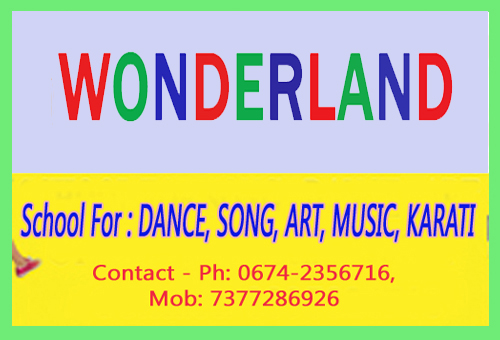 WONDERLAND
School For : DANCE, SONG, ART, MUSIC, KARATI
Contact - Ph: 0674-2356716,
Mob: 7377286926